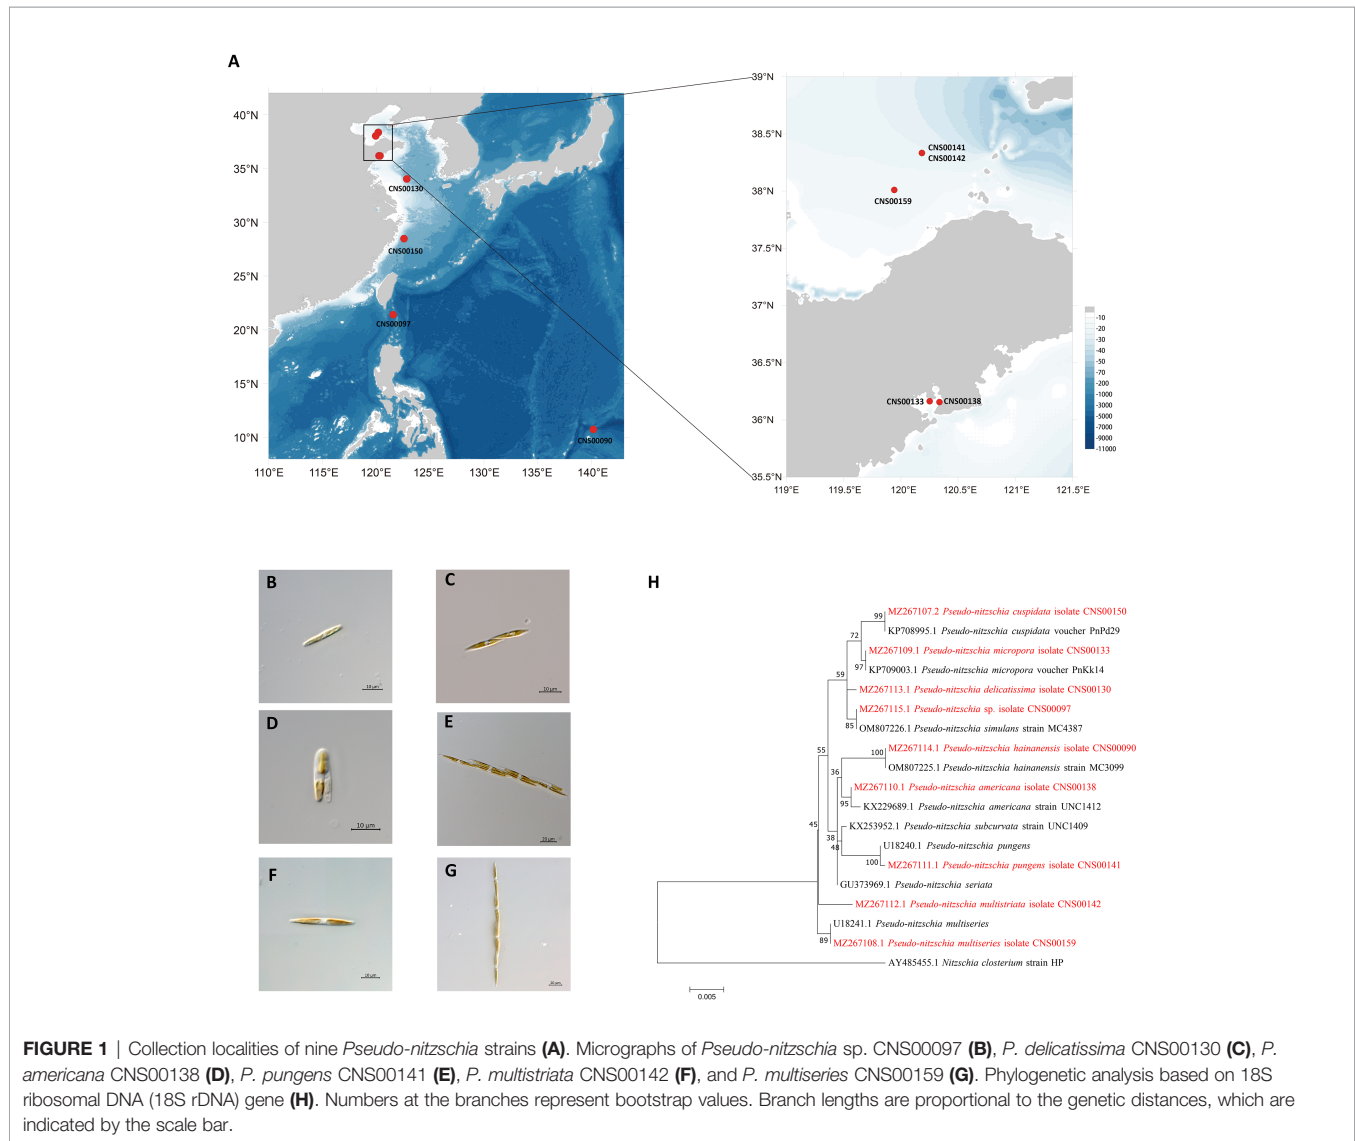 A
40°N
35°N
30°N
25°N
20°N
15°N
10°N
110°E 115°E 120°E 125°E 130°E 135°E 140°E
CNS00130
CNS00150
CNS00097
CNS00090
39°N
38.5°N
38°N
37.5°N
37°N
36.5°N
36°N
35.5°N
119°E 119.5°E 120°E 120.5°E 121°E 121.5°E
CNS00141
CNS00142
CNS00159
CNS00133 CNS00138
-10
-20
-30
-40
-50
-70
-200
-1000
-3000
-5000
-7000
-9000
-11000
B
10 μm
C
10 μm
D
10 μm
E
20 μm
F
10 μm
G
H
MZ267107.2 Pseudo-nitzschia cuspidata isolate CNS00150
KP708995.1 Pseudo-nitzschia cuspidata voucher PnPd29
MZ267109.1 Pseudo-nitzschia micropora isolate CNS00133
KP709003.1 Pseudo-nitzschia micropora voucher PnKk14
MZ267113.1 Pseudo-nitzschia delicatissima isolate CNS00130
MZ267115.1 Pseudo-nitzschia sp. isolate CNS00097
OM807226.1 Pseudo-nitzschia simulans strain MC4387
MZ267114.1 Pseudo-nitzschia hainanensis isolate CNS00090
OM807225.1 Pseudo-nitzschia hainanensis strain MC3099
MZ267110.1 Pseudo-nitzschia americana isolate CNS00138
KX229689.1 Pseudo-nitzschia americana strain UNC1412
KX253952.1 Pseudo-nitzschia subcurvata strain UNC1409
U18240.1 Pseudo-nitzschia pungens
MZ267111.1 Pseudo-nitzschia pungens isolate CNS00141
GU373969.1 Pseudo-nitzschia seriata
MZ267112.1 Pseudo-nitzschia multistriata isolate CNS00142
U18241.1 Pseudo-nitzschia multiseries
MZ267108.1 Pseudo-nitzschia multiseries isolate CNS00159
AY485455.1 Nitzschia closterium strain HP
99
72
97
59
85
55
100
36
95
45
38
48
100
89
0.005
FIGURE 1 | Collection localities of nine Pseudo-nitzschia strains (A). Micrographs of Pseudo-nitzschia sp. CNS00097 (B), P. delicatissima CNS00130 (C), P.
americana CNS00138 (D), P. pungens CNS00141 (E), P. multistriata CNS00142 (F), and P. multiseries CNS00159 (G). Phylogenetic analysis based on 18S
ribosomal DNA (18S rDNA) gene (H). Numbers at the branches represent bootstrap values. Branch lengths are proportional to the genetic distances, which are
indicated by the scale bar.